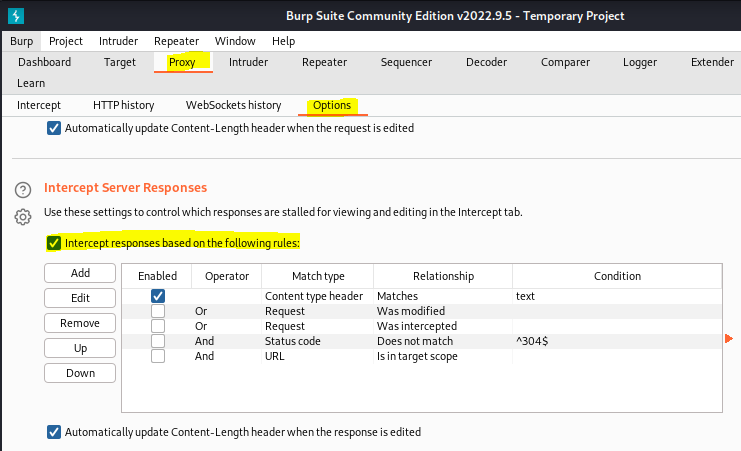 Burp Suite Community Edition v2022.9.5 - Temporary Project
Burp Project Intruder Repeater Window Help
Dashboard Target Proxy Intruder Repeater Sequencer Decoder Comparer Logger Extender
Learn
Intercept HTTP history WebSockets history Options
Automatically update Content-Length header when the request is edited
? Intercept Server Responses
Use these settings to control which responses are stalled for viewing and editing in the Intercept tab.
Intercept responses based on the following rules:
Add
Edit
Remove
Up
Down
Enabled Operator Match type Relationship Condition
Content type header Matches text
Or Request Was modified
Or Request Was intercepted
And Status code Does not match ^304$
And URL Is in target scope
Automatically update Content-Length header when the response is edited